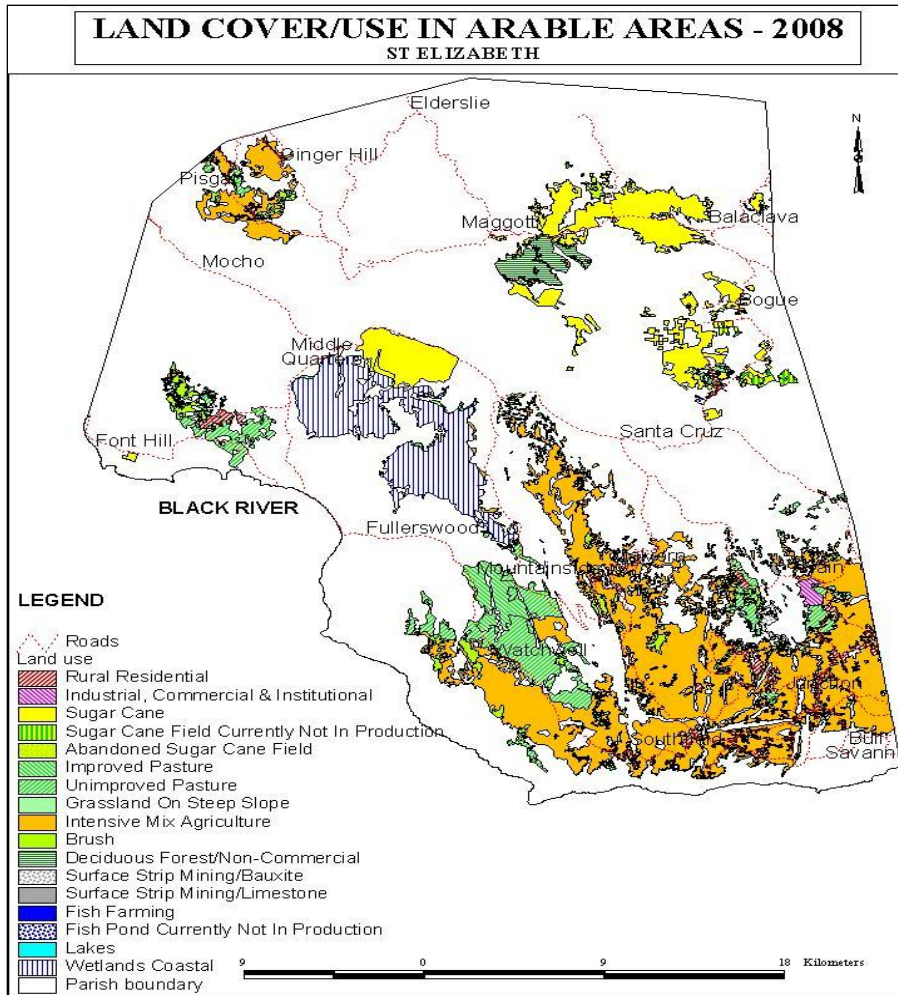 LAND COVER/USE IN ARABLE AREAS - 2008
ST ELIZABETH
Elderslie
N
Ginger Hill
Pisgah
Maggotty
Balaclava
Mocho
Bogue
Middle
Quarters
Santa Cruz
Font Hill
BLACK RIVER
Fullerswood
Malvern
Mountainside
Watchwell
Junction
Southfield
Bull
Savannah
LEGEND
Roads
Land use
Rural Residential
Industrial, Commercial & Institutional
Sugar Cane
Sugar Cane Field Currently Not In Production
Abandoned Sugar Cane Field
Improved Pasture
Unimproved Pasture
Grassland On Steep Slope
Intensive Mix Agriculture
Brush
Deciduous Forest/Non-Commercial
Surface Strip Mining/Bauxite
Surface Strip Mining/Limestone
Fish Farming
Fish Pond Currently Not In Production
Lakes
Wetlands Coastal
Parish boundary
9 0 9 18 Kilometers